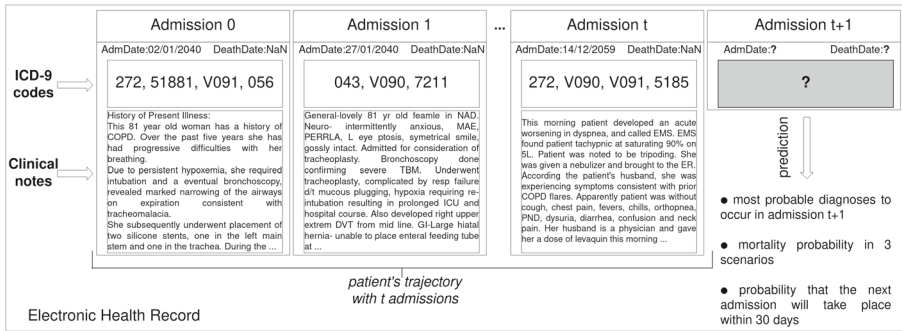 Admission 0
AdmDate:02/01/2040 DeathDate:NaN
272, 51881, V091, 056
History of Present Illness:
This 81 year old woman has a history of
COPD. Over the past five years she has
had progressive difficulties with her
breathing.
Due to persistent hypoxemia, she required
intubation and a eventual bronchoscopy,
revealed marked narrowing of the airways
on expiration consistent with
tracheomalacia.
She subsequently underwent placement of
two silicone stents, one in the left main
stem and one in the trachea. During the ...
Admission 1
AdmDate:27/01/2040 DeathDate:NaN
043, V090, 7211
General-lovely 81 yr old feamle in NAD.
Neuro- intermittently anxious, MAE,
PERRLA, L eye ptosis, symetrical smile,
gossly intact. Admitted for consideration of
tracheoplasty. Bronchoscopy done
confirming severe TBM. Underwent
tracheoplasty, complicated by resp failure
d/t mucous plugging, hypoxia requiring re-
intubation resulting in prolonged ICU and
hospital course. Also developed right upper
extrem DVT from mid line. GI-Large hiatal
hernia- unable to place enteral feeding tube
at ...
...
Admission t
AdmDate:14/12/2059 DeathDate:NaN
272, V090, V091, 5185
This morning patient developed an acute
worsening in dyspnea, and called EMS. EMS
found patient tachypnic at saturating 90% on
5L. Patient was noted to be tripoding. She
was given a nebulizer and brought to the ER.
According the patient's husband, she was
experiencing symptoms consistent with prior
COPD flares. Apparently patient was without
cough, chest pain, fevers, chills, orthopnea,
PND, dysuria, diarrhea, confusion and neck
pain. Her husband is a physician and gave
her a dose of levaquin this morning ...
Admission t+1
AdmDate:? DeathDate:?
?
ICD-9
codes
Clinical
notes
prediction
● most probable diagnoses to
occur in admission t+1
● mortality probability in 3
scenarios
● probability that the next
admission will take place
within 30 days
patient's trajectory
with t admissions
Electronic Health Record